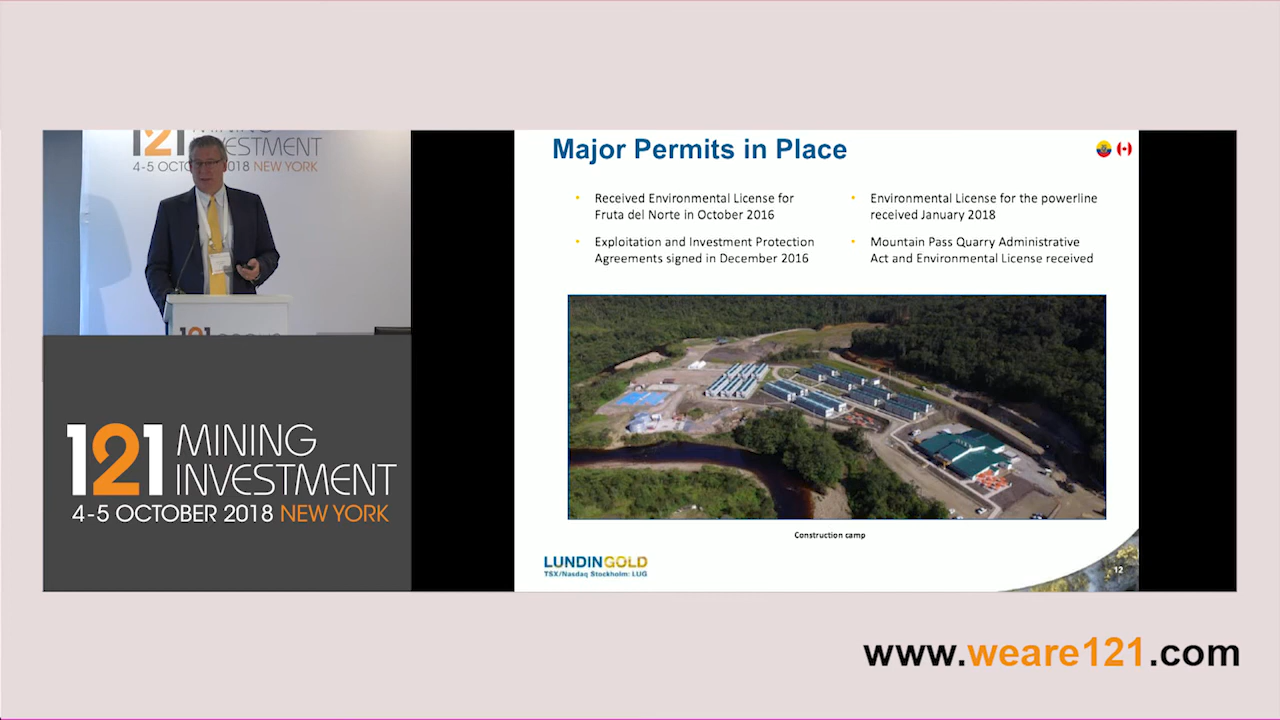 121 MINING
INVESTMENT
4-5 OCTOBER 2018 NEW YORK
121
121 MINING
INVESTMENT
4-5 OCTOBER 2018 NEW YORK
Major Permits in Place
• Received Environmental License for
Fruta del Norte in October 2016
• Exploitation and Investment Protection
Agreements signed in December 2016
• Environmental License for the powerline
received January 2018
• Mountain Pass Quarry Administrative
Act and Environmental License received
Construction camp
LUNDINGOLD
TSX/Nasdaq Stockholm: LUG
12
www.weare121.com